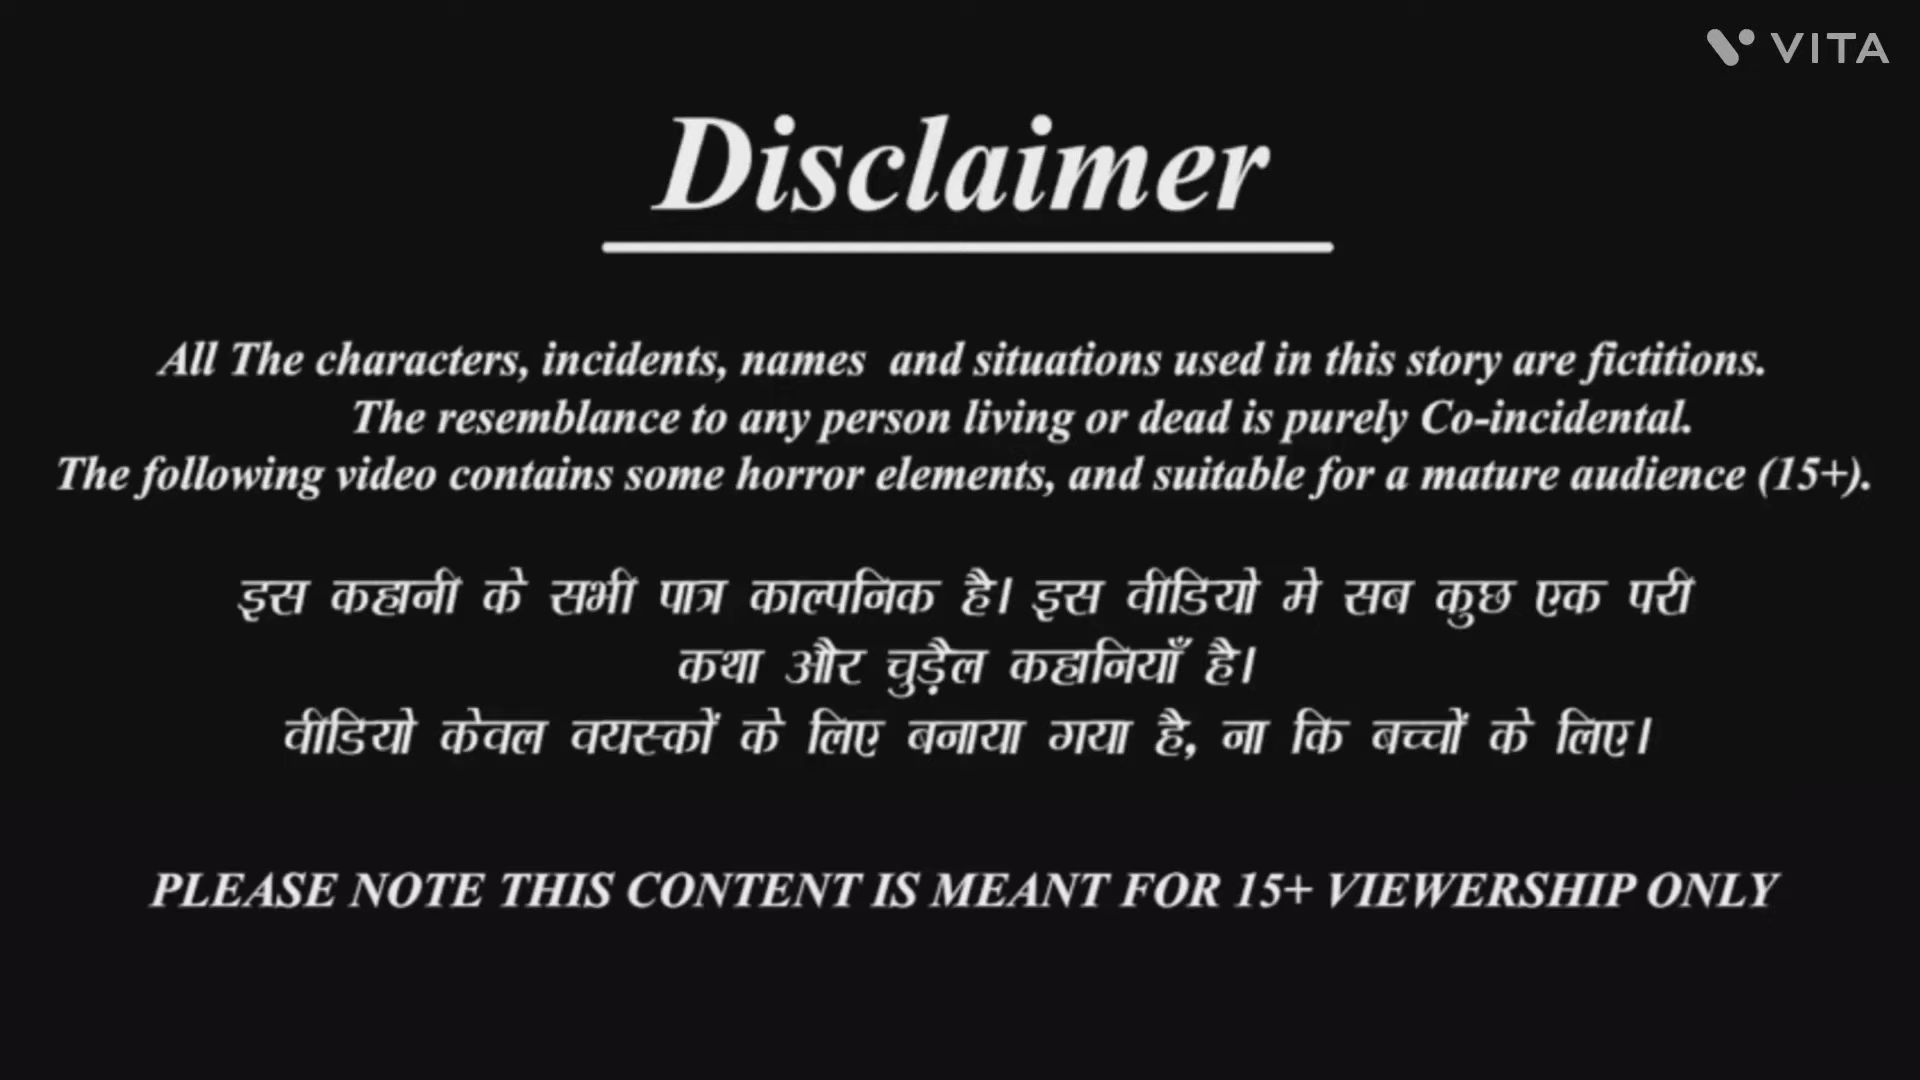 VITA
Disclaimer
All The characters, incidents, names and situations used in this story are fictitions.
The resemblance to any person living or dead is purely Co-incidental.
The following video contains some horror elements, and suitable for a mature audience (15+).
इस कहानी के सभी पात्र काल्पनिक है। इस वीडियो मे सब कुछ एक परी
कथा और चुड़ैल कहानियाँ है।
वीडियो केवल वयस्कों के लिए बनाया गया है, ना कि बच्चों के लिए।
PLEASE NOTE THIS CONTENT IS MEANT FOR 15+ VIEWERSHIP ONLY